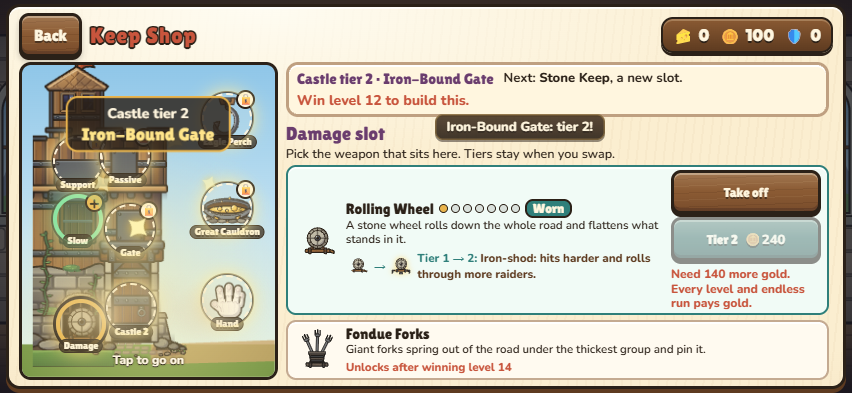 Back
Keep Shop
0
100
0
Castle tier 2
Iron-Bound Gate
Perch
Support
Passive
Slow
Gate
Great Cauldron
Damage
Castle 2
Hand
Tap to go on
Castle tier 2 · Iron-Bound Gate Next: Stone Keep, a new slot.
Win level 12 to build this.
Iron-Bound Gate: tier 2!
Damage slot
Pick the weapon that sits here. Tiers stay when you swap.
Rolling Wheel Worn
A stone wheel rolls down the whole road and flattens what
stands in it.
→ Tier 1 → 2: Iron-shod: hits harder and rolls
through more raiders.
Take off
Tier 2 240
Need 140 more gold.
Every level and endless
run pays gold.
Fondue Forks
Giant forks spring out of the road under the thickest group and pin it.
Unlocks after winning level 14